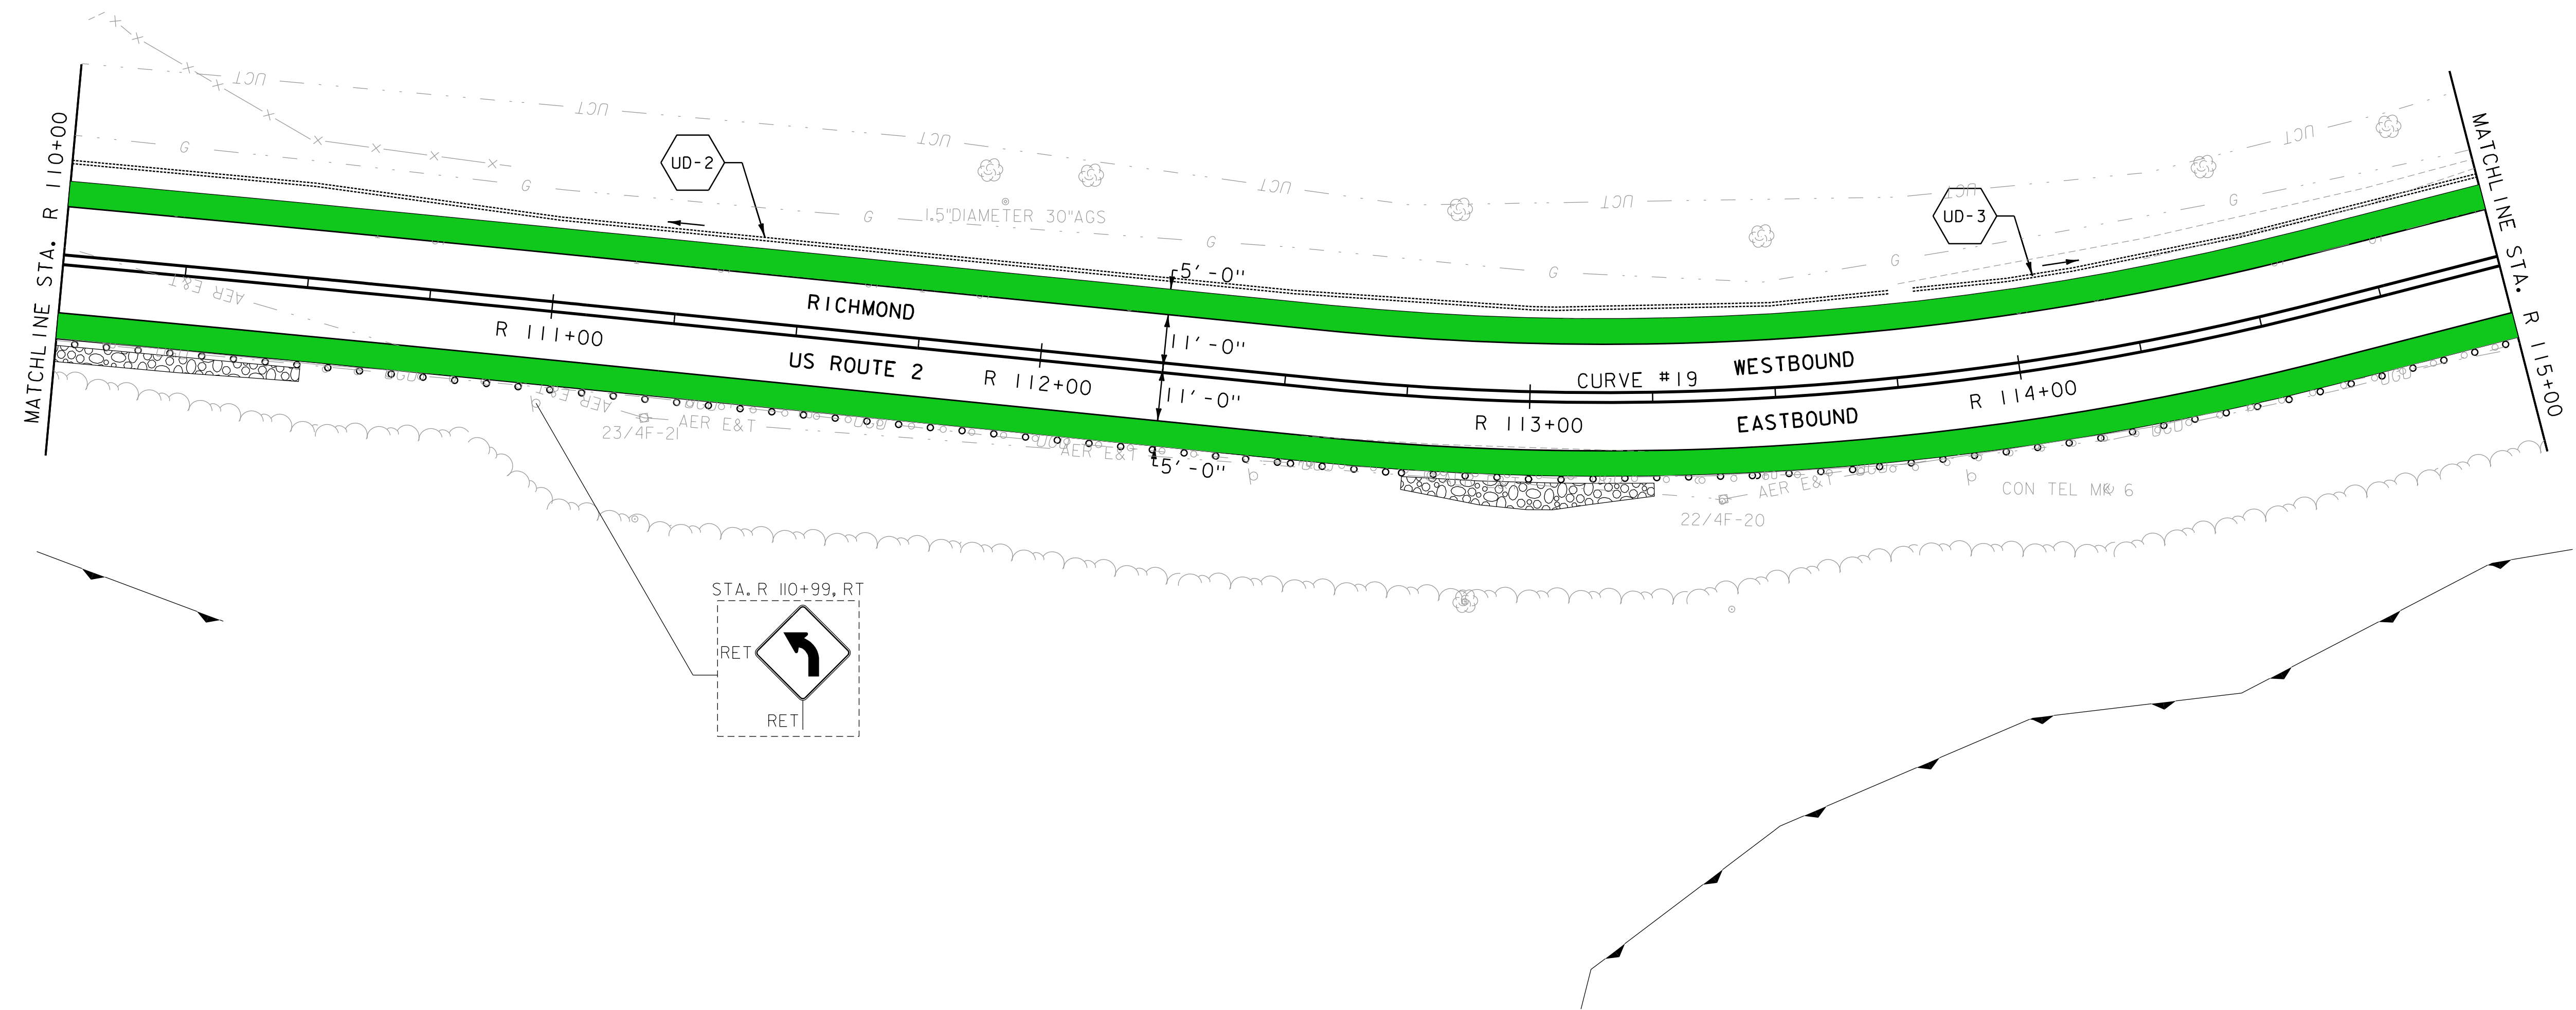 UCT
UCT
UCT
UCT
UCT
UCT
UCT
G
G
G
G
G
G
G
UD-2
UD-3
1.5"DIAMETER 30"AGS
MATCHLINE STA. R 110+00
MATCHLINE STA. R 115+00
5'-0"
11'-0"
11'-0"
5'-0"
RICHMOND
US ROUTE 2
WESTBOUND
EASTBOUND
CURVE #19
R 111+00
R 112+00
R 113+00
R 114+00
AER E&T
AER E&T
AER E&T
AER E&T
AER E&T
23/4F-21
22/4F-20
CON TEL MK 6
STA. R 110+99, RT
RET
RET